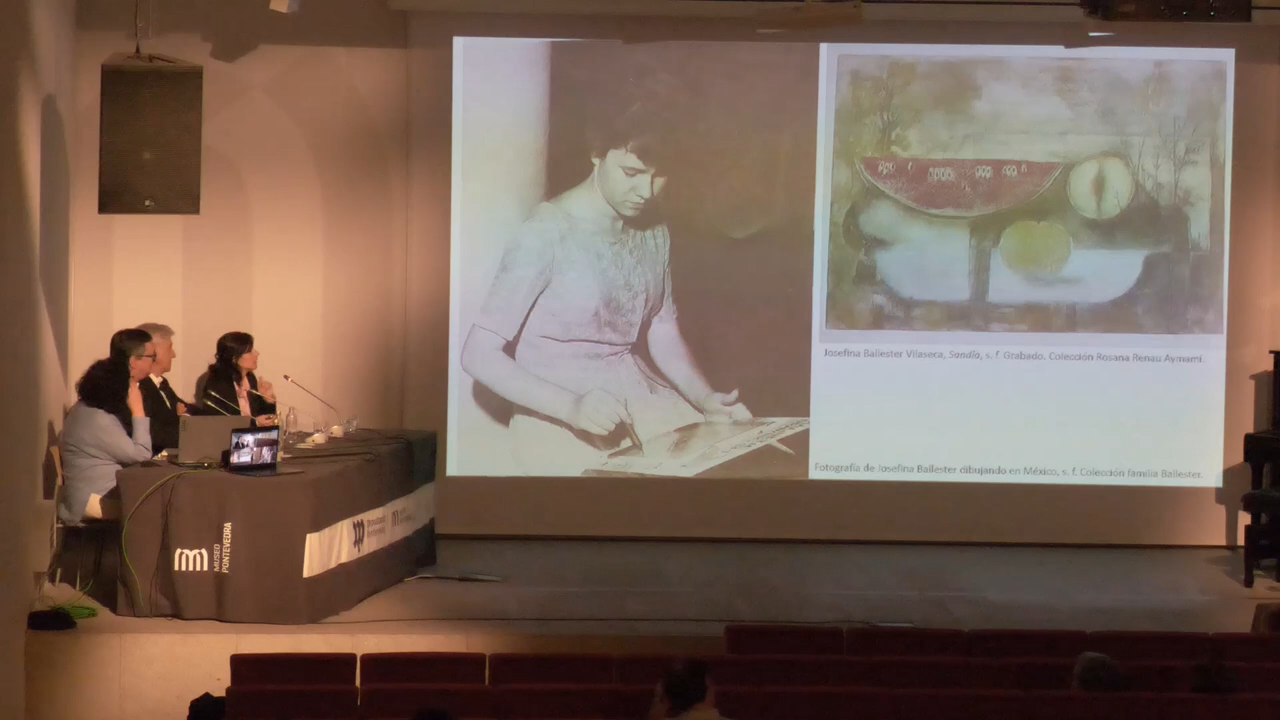 Josefina Ballester Vilaseca, Sandía, s. f. Grabado. Colección Rosana Renau Aymamí.
Fotografía de Josefina Ballester dibujando en México, s. f. Colección familia Ballester.
MUSEO
PONTEVEDRA